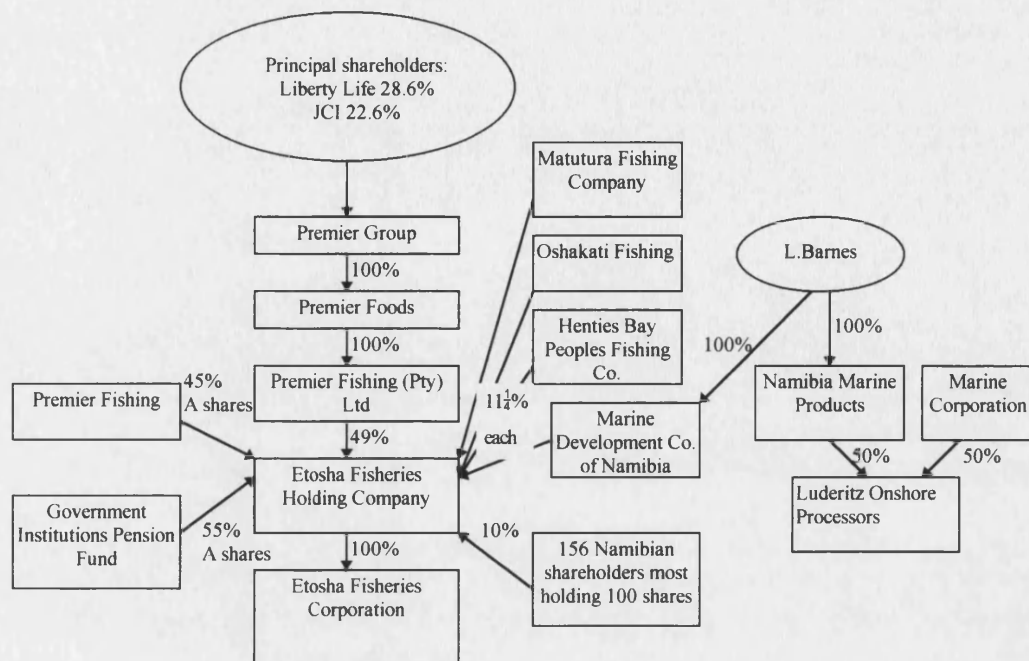 Principal shareholders:
Liberty Life 28.6%
JCI 22.6%
Matutura Fishing
Company
Premier Group
Oshakati Fishing
L.Barnes
100%
Premier Foods
Henties Bay
Peoples Fishing
Co.
100%
100%
100%
Premier Fishing
45%
A shares
Premier Fishing (Pty)
Ltd
11¼%
each
Marine
Development Co.
of Namibia
Namibia Marine
Products
Marine
Corporation
49%
50%
50%
Government
Institutions Pension
Fund
55%
A shares
Etosha Fisheries
Holding Company
Luderitz Onshore
Processors
100%
10%
156 Namibian
shareholders most
holding 100 shares
Etosha Fisheries
Corporation